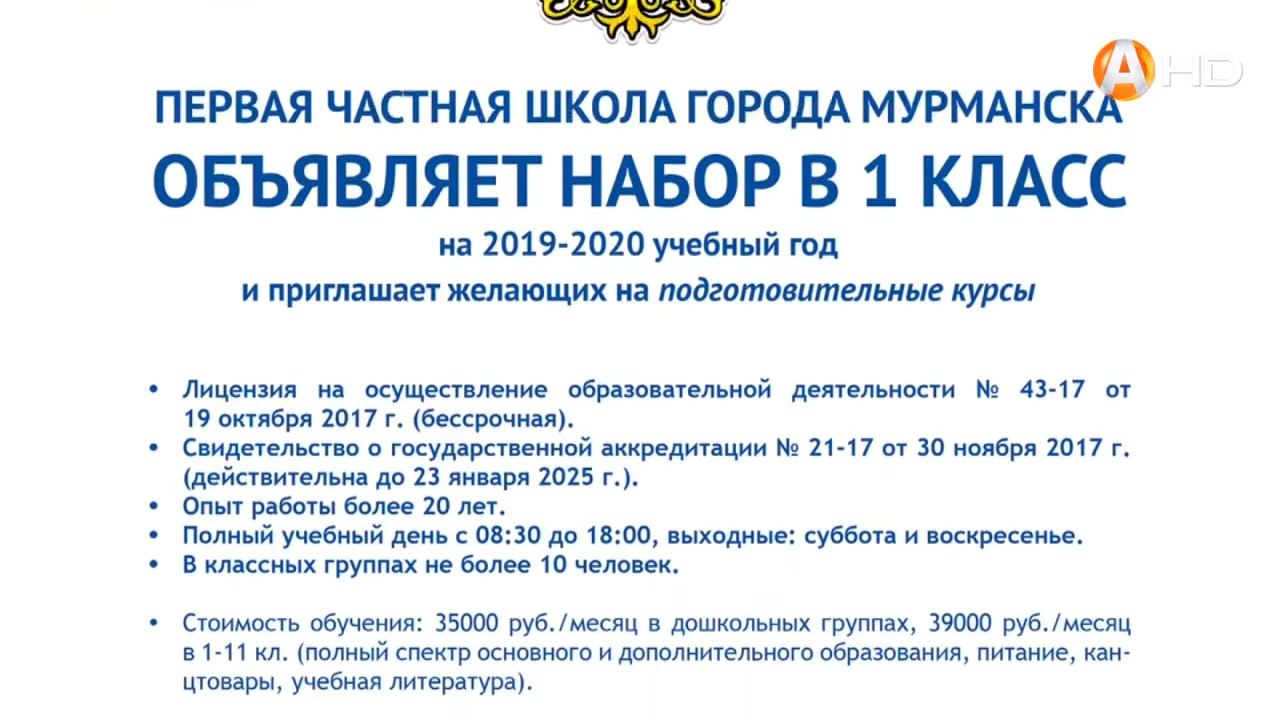 A HD
ПЕРВАЯ ЧАСТНАЯ ШКОЛА ГОРОДА МУРМАНСКА
ОБЪЯВЛЯЕТ НАБОР В 1 КЛАСС
на 2019-2020 учебный год
и приглашает желающих на подготовительные курсы
• Лицензия на осуществление образовательной деятельности № 43-17 от
19 октября 2017 г. (бессрочная).
• Свидетельство о государственной аккредитации № 21-17 от 30 ноября 2017 г.
(действительна до 23 января 2025 г.).
• Опыт работы более 20 лет.
• Полный учебный день с 08:30 до 18:00, выходные: суббота и воскресенье.
• В классных группах не более 10 человек.
• Стоимость обучения: 35000 руб./месяц в дошкольных группах, 39000 руб./месяц
в 1-11 кл. (полный спектр основного и дополнительного образования, питание, кан-
цтовары, учебная литература).